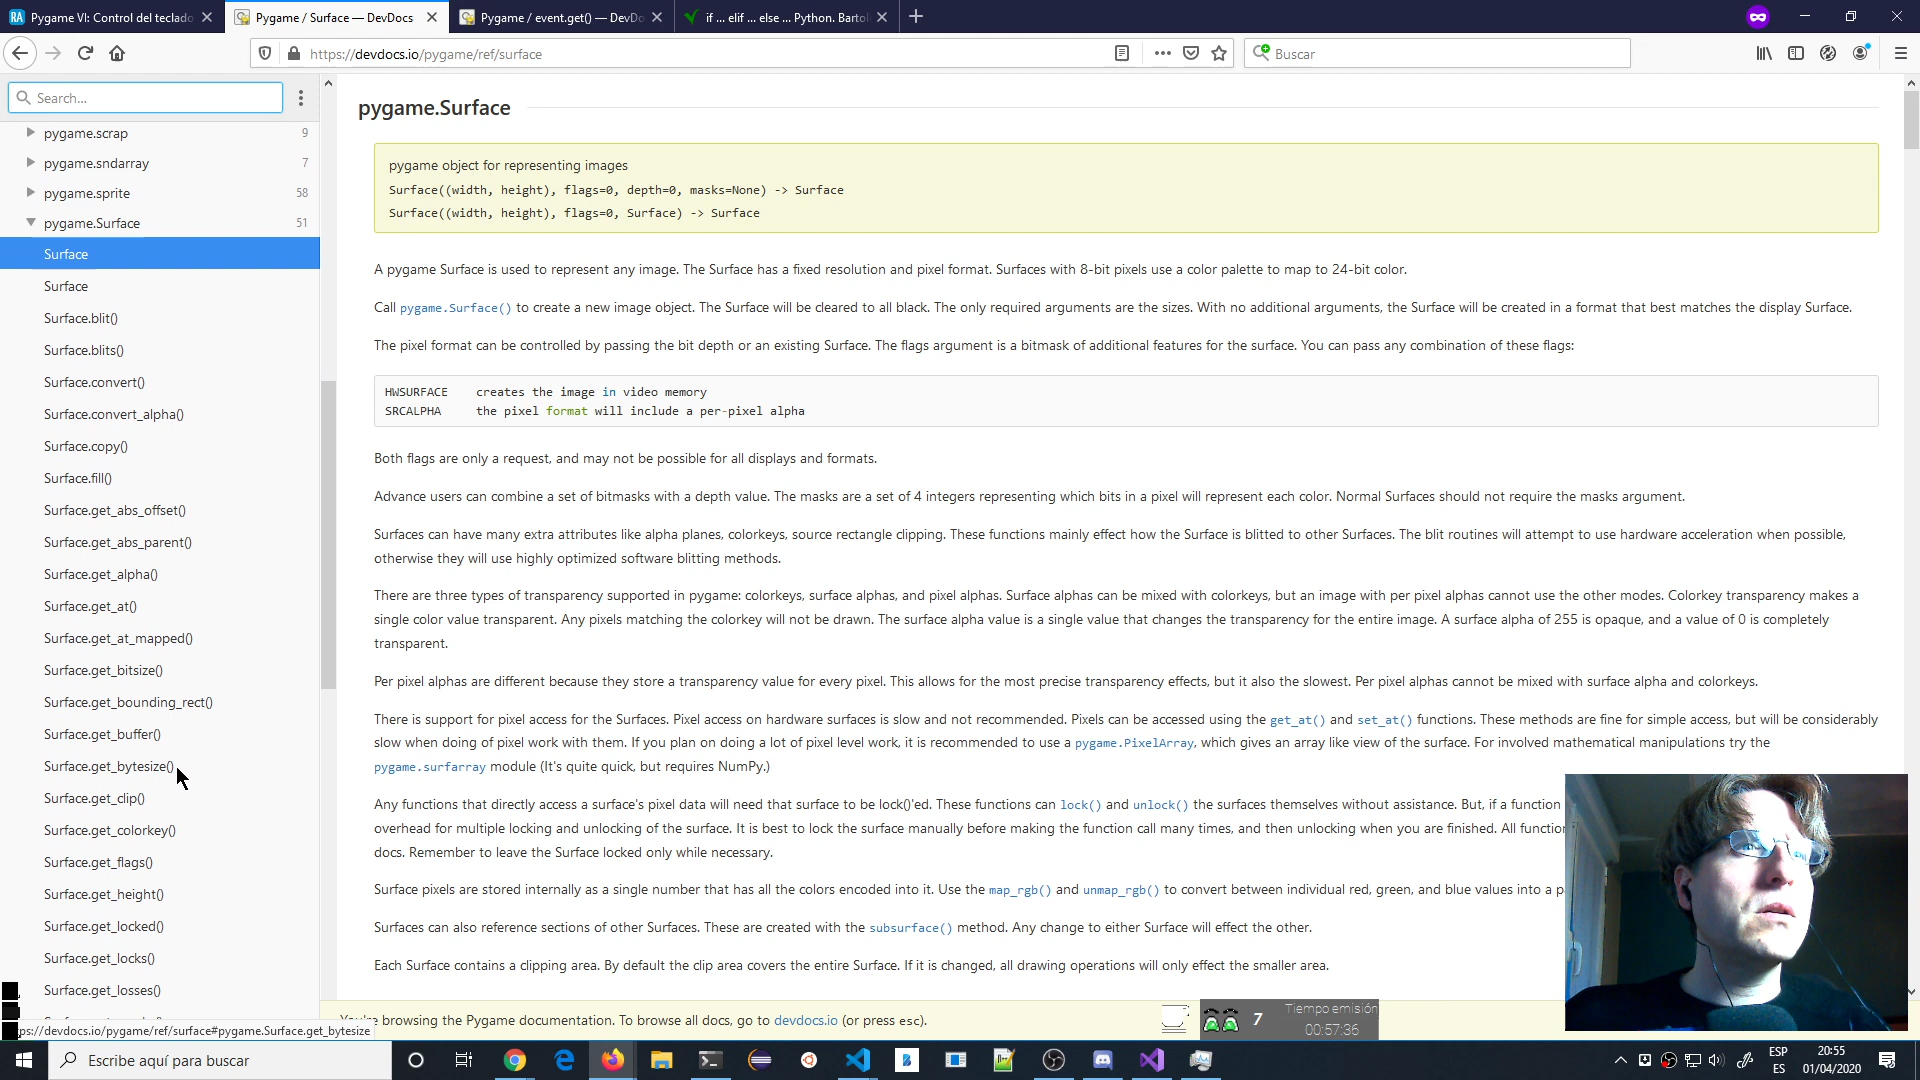 Pygame VI: Control del teclado
Pygame / Surface — DevDocs
Pygame / event.get() — DevDo
if ... elif ... else ... Python. Bartol
https://devdocs.io/pygame/ref/surface
Buscar
Search...
pygame.scrap 9
pygame.sndarray 7
pygame.sprite 58
pygame.Surface 51
Surface
Surface
Surface.blit()
Surface.blits()
Surface.convert()
Surface.convert_alpha()
Surface.copy()
Surface.fill()
Surface.get_abs_offset()
Surface.get_abs_parent()
Surface.get_alpha()
Surface.get_at()
Surface.get_at_mapped()
Surface.get_bitsize()
Surface.get_bounding_rect()
Surface.get_buffer()
Surface.get_bytesize()
Surface.get_clip()
Surface.get_colorkey()
Surface.get_flags()
Surface.get_height()
Surface.get_locked()
Surface.get_locks()
Surface.get_losses()
ps://devdocs.io/pygame/ref/surface#pygame.Surface.get_bytesize
pygame.Surface
pygame object for representing images
Surface((width, height), flags=0, depth=0, masks=None) -> Surface
Surface((width, height), flags=0, Surface) -> Surface
A pygame Surface is used to represent any image. The Surface has a fixed resolution and pixel format. Surfaces with 8-bit pixels use a color palette to map to 24-bit color.
Call pygame.Surface() to create a new image object. The Surface will be cleared to all black. The only required arguments are the sizes. With no additional arguments, the Surface will be created in a format that best matches the display Surface.
The pixel format can be controlled by passing the bit depth or an existing Surface. The flags argument is a bitmask of additional features for the surface. You can pass any combination of these flags:
HWSURFACE creates the image in video memory
SRCALPHA the pixel format will include a per-pixel alpha
Both flags are only a request, and may not be possible for all displays and formats.
Advance users can combine a set of bitmasks with a depth value. The masks are a set of 4 integers representing which bits in a pixel will represent each color. Normal Surfaces should not require the masks argument.
Surfaces can have many extra attributes like alpha planes, colorkeys, source rectangle clipping. These functions mainly effect how the Surface is blitted to other Surfaces. The blit routines will attempt to use hardware acceleration when possible,
otherwise they will use highly optimized software blitting methods.
There are three types of transparency supported in pygame: colorkeys, surface alphas, and pixel alphas. Surface alphas can be mixed with colorkeys, but an image with per pixel alphas cannot use the other modes. Colorkey transparency makes a
single color value transparent. Any pixels matching the colorkey will not be drawn. The surface alpha value is a single value that changes the transparency for the entire image. A surface alpha of 255 is opaque, and a value of 0 is completely
transparent.
Per pixel alphas are different because they store a transparency value for every pixel. This allows for the most precise transparency effects, but it also the slowest. Per pixel alphas cannot be mixed with surface alpha and colorkeys.
There is support for pixel access for the Surfaces. Pixel access on hardware surfaces is slow and not recommended. Pixels can be accessed using the get_at() and set_at() functions. These methods are fine for simple access, but will be considerably
slow when doing of pixel work with them. If you plan on doing a lot of pixel level work, it is recommended to use a pygame.PixelArray, which gives an array like view of the surface. For involved mathematical manipulations try the
pygame.surfarray module (It's quite quick, but requires NumPy.)
Any functions that directly access a surface's pixel data will need that surface to be lock()'ed. These functions can lock() and unlock() the surfaces themselves without assistance. But, if a function
overhead for multiple locking and unlocking of the surface. It is best to lock the surface manually before making the function call many times, and then unlocking when you are finished. All function
docs. Remember to leave the Surface locked only while necessary.
Surface pixels are stored internally as a single number that has all the colors encoded into it. Use the map_rgb() and unmap_rgb() to convert between individual red, green, and blue values into a p
Surfaces can also reference sections of other Surfaces. These are created with the subsurface() method. Any change to either Surface will effect the other.
Each Surface contains a clipping area. By default the clip area covers the entire Surface. If it is changed, all drawing operations will only effect the smaller area.
You're browsing the Pygame documentation. To browse all docs, go to devdocs.io (or press esc).
7
Tiempo emisión
00:57:36
Escribe aquí para buscar
ESP
ES
20:55
01/04/2020